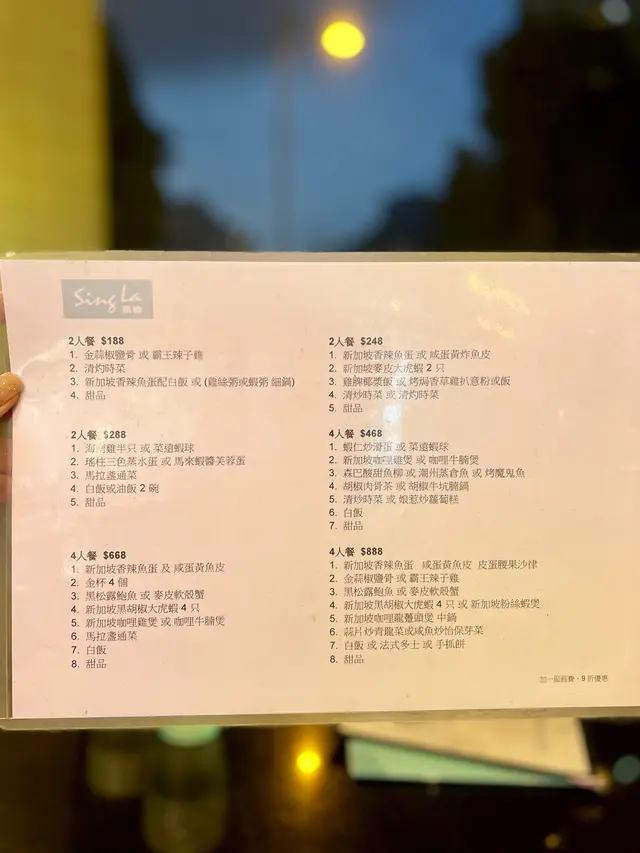 Sing La
2人餐 $188
1. 金蒜椒鹽骨 或 霸王辣子雞
2. 清灼時菜
3. 新加坡香辣魚蛋配白飯 或 (雞絲粥或蝦粥 細鍋)
4. 甜品
2人餐 $288
1. 海南雞半只 或 菜遠蝦球
2. 瑤柱三色蒸水蛋 或 馬來蝦醬芙蓉蛋
3. 馬拉盞通菜
4. 白飯或油飯 2 碗
5. 甜品
4人餐 $668
1. 新加坡香辣魚蛋 及 咸蛋黃魚皮
2. 金杯 4 個
3. 黑松露鮑魚 或 麥皮軟殼蟹
4. 新加坡黑胡椒大虎蝦 4 只
5. 新加坡咖哩雞煲 或 咖哩牛腩煲
6. 馬拉盞通菜
7. 白飯
8. 甜品
2人餐 $248
1. 新加坡香辣魚蛋 或 咸蛋黃炸魚皮
2. 新加坡麥皮大虎蝦 2 只
3. 雞脾椰漿飯 或 烤焗香草雞扒意粉或飯
4. 清炒時菜 或 清灼時菜
5. 甜品
4人餐 $468
1. 蝦仁炒滑蛋 或 菜遠蝦球
2. 新加坡咖哩雞煲 或 咖哩牛腩煲
3. 森巴酸甜魚柳 或 潮州蒸倉魚 或 烤魔鬼魚
4. 胡椒肉骨茶 或 胡椒牛坑腩鍋
5. 清炒時菜 或 娘惹炒蘿蔔糕
6. 白飯
7. 甜品
4人餐 $888
1. 新加坡香辣魚蛋 咸蛋黃魚皮 皮蛋腰果沙律
2. 金蒜椒鹽骨 或 霸王辣子雞
3. 黑松露鮑魚 或 麥皮軟殼蟹
4. 新加坡黑胡椒大虎蝦 4 只 或 新加坡粉絲蝦煲
5. 新加坡咖哩龍躉頭煲 中鍋
6. 蒜片炒青龍菜或咸魚炒怡保芽菜
7. 白飯 或 法式多士 或 手抓餅
8. 甜品
加一服務費，9 折優惠